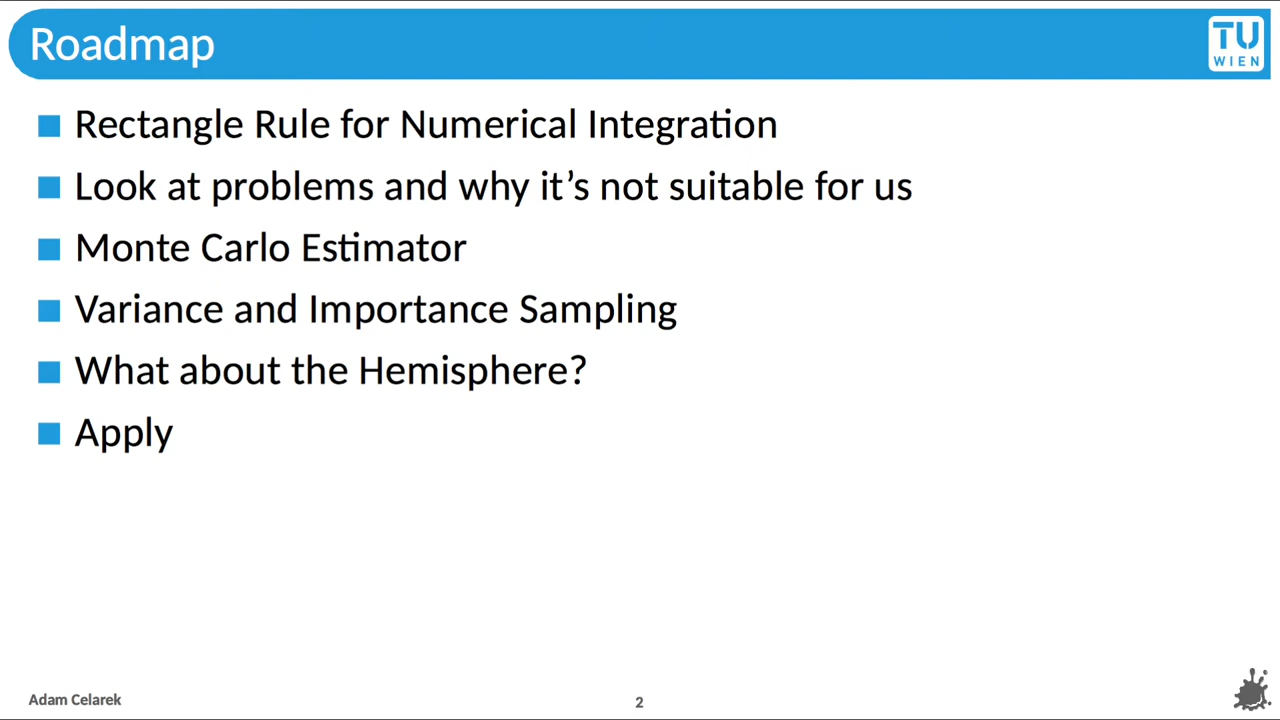 Roadmap
TU
WIEN
Rectangle Rule for Numerical Integration
Look at problems and why it’s not suitable for us
Monte Carlo Estimator
Variance and Importance Sampling
What about the Hemisphere?
Apply
Adam Celarek
2